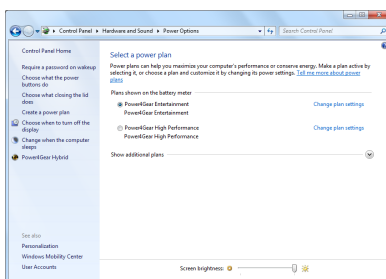 Control Panel ▸ Hardware and Sound ▸ Power Options
Search Control Panel
Control Panel Home
Require a password on wakeup
Choose what the power
buttons do
Choose what closing the lid
does
Create a power plan
Choose when to turn off the
display
Change when the computer
sleeps
Power4Gear Hybrid
See also
Personalization
Windows Mobility Center
User Accounts
Select a power plan
Power plans can help you maximize your computer's performance or conserve energy. Make a plan active by
selecting it, or choose a plan and customize it by changing its power settings. Tell me more about power
plans
Plans shown on the battery meter
Power4Gear Entertainment
Change plan settings
Power4Gear Entertainment
Power4Gear High Performance
Change plan settings
Power4Gear High Performance
Show additional plans
Screen brightness: